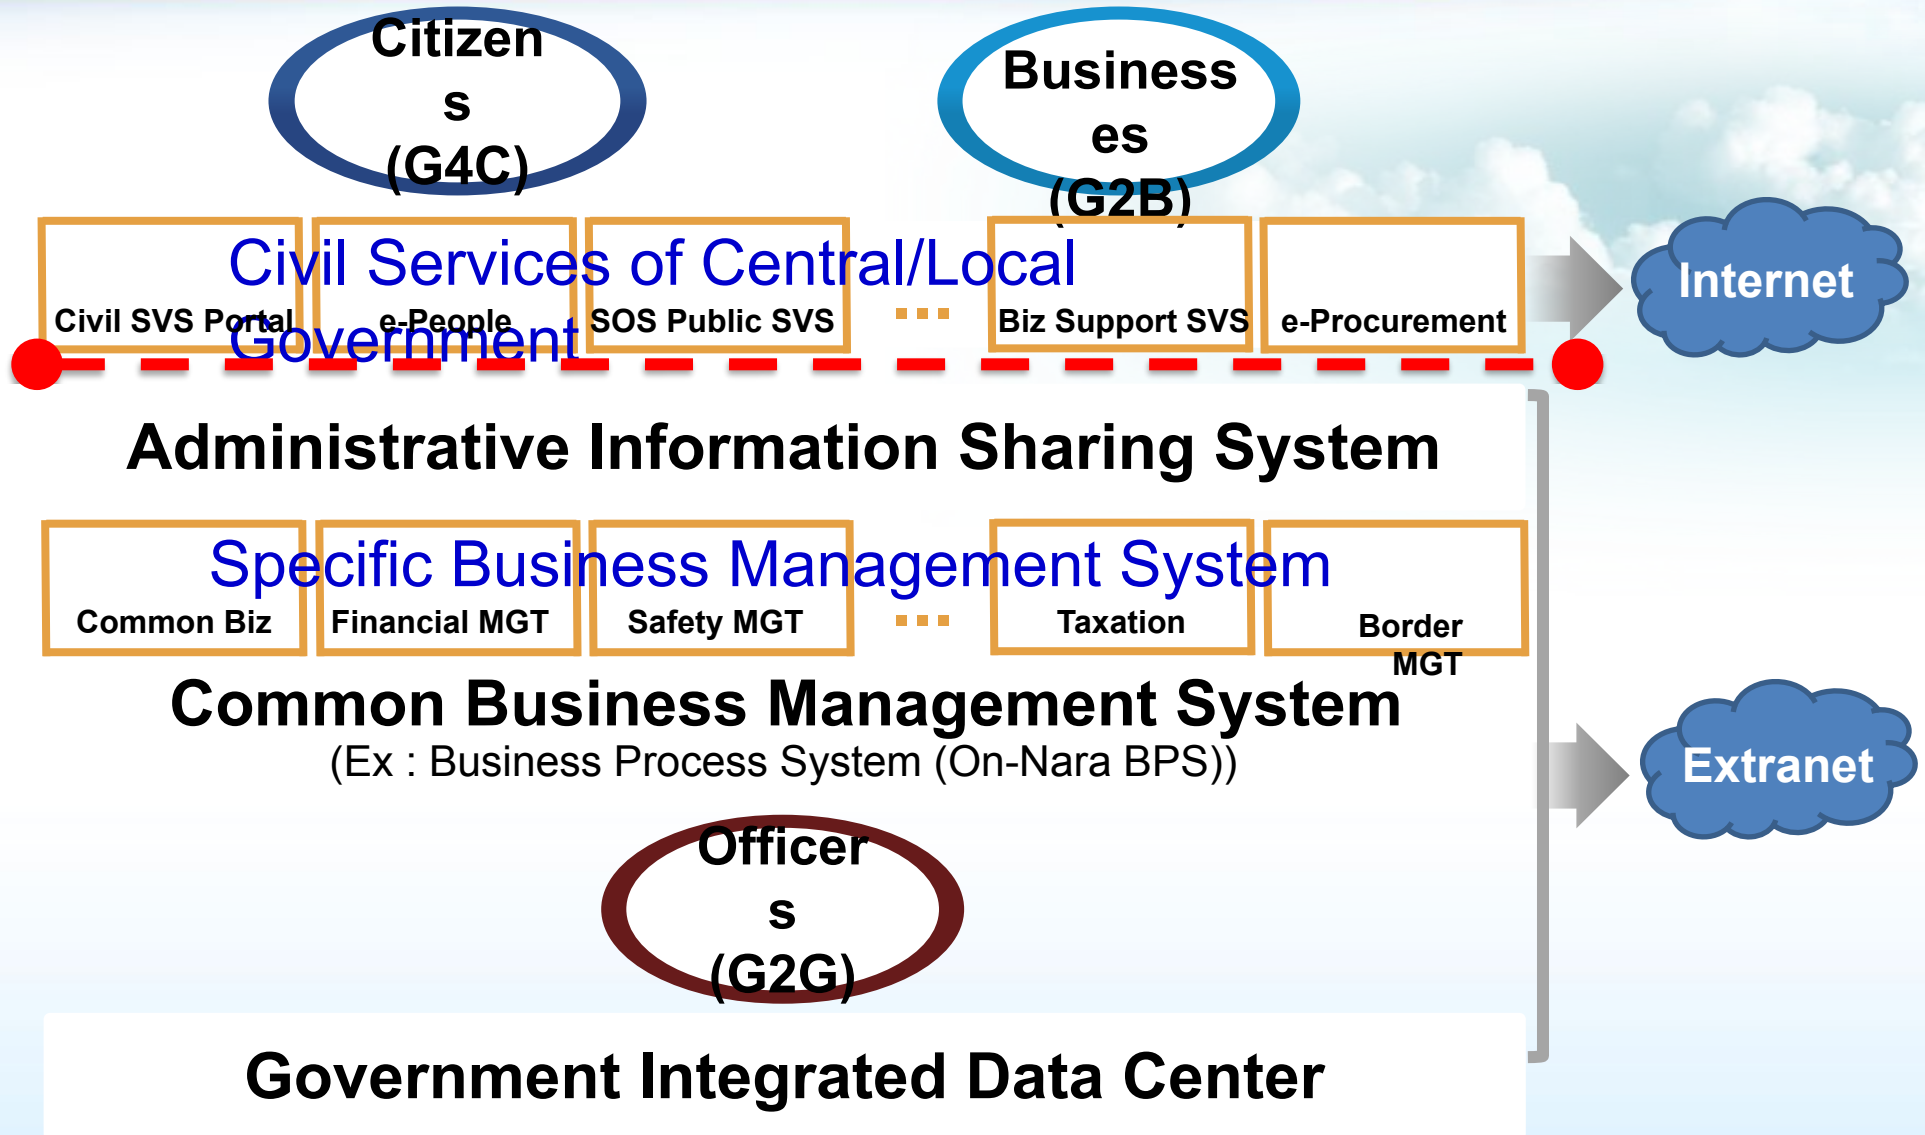 Citizen
s
(G4C)
Business
es
(G2B)
Civil Services of Central/Local
Government
Civil SVS Portal
e-People
SOS Public SVS
...
Biz Support SVS
e-Procurement
Internet
Administrative Information Sharing System
Specific Business Management System
Common Biz
Financial MGT
Safety MGT
...
Taxation
Border
MGT
Common Business Management System
(Ex : Business Process System (On-Nara BPS))
Extranet
Officer
s
(G2G)
Government Integrated Data Center